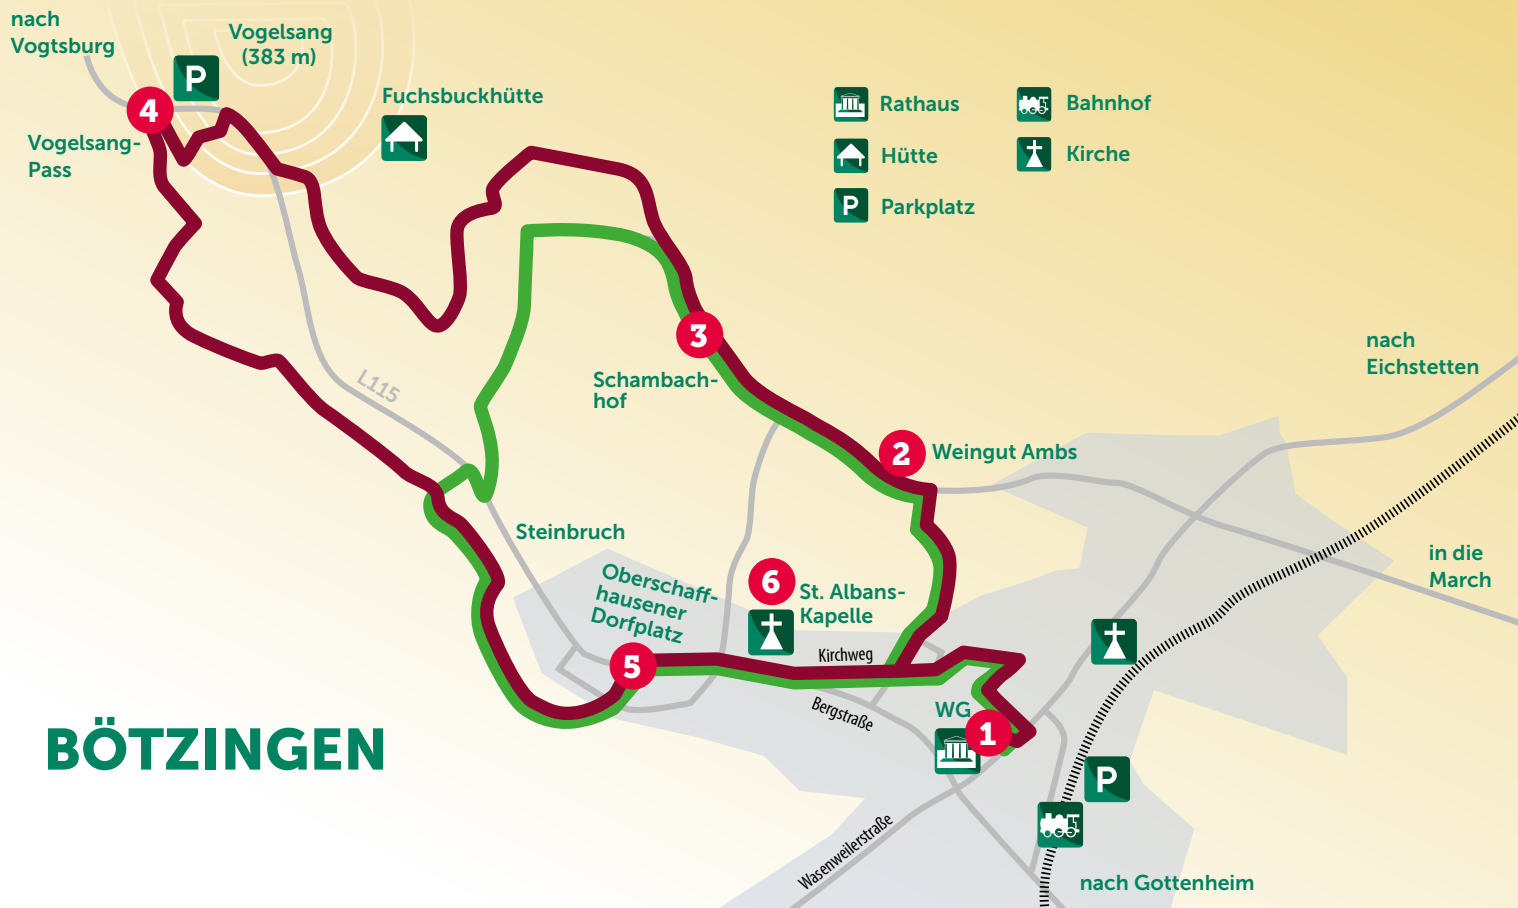 nach
Vogtsburg
Vogelsang
(383 m)
P
4
Vogelsang-
Pass
Fuchsbuckhütte
Rathaus
Bahnhof
Hütte
Kirche
P
Parkplatz
3
Schambach-
hof
L115
nach
Eichstetten
2
Weingut Ambs
Steinbruch
in die
March
Oberschaff-
hausener
Dorfplatz
6
St. Albans-
Kapelle
5
Kirchweg
Bergstraße
WG
1
BÖTZINGEN
P
Wasenweilerstraße
nach Gottenheim